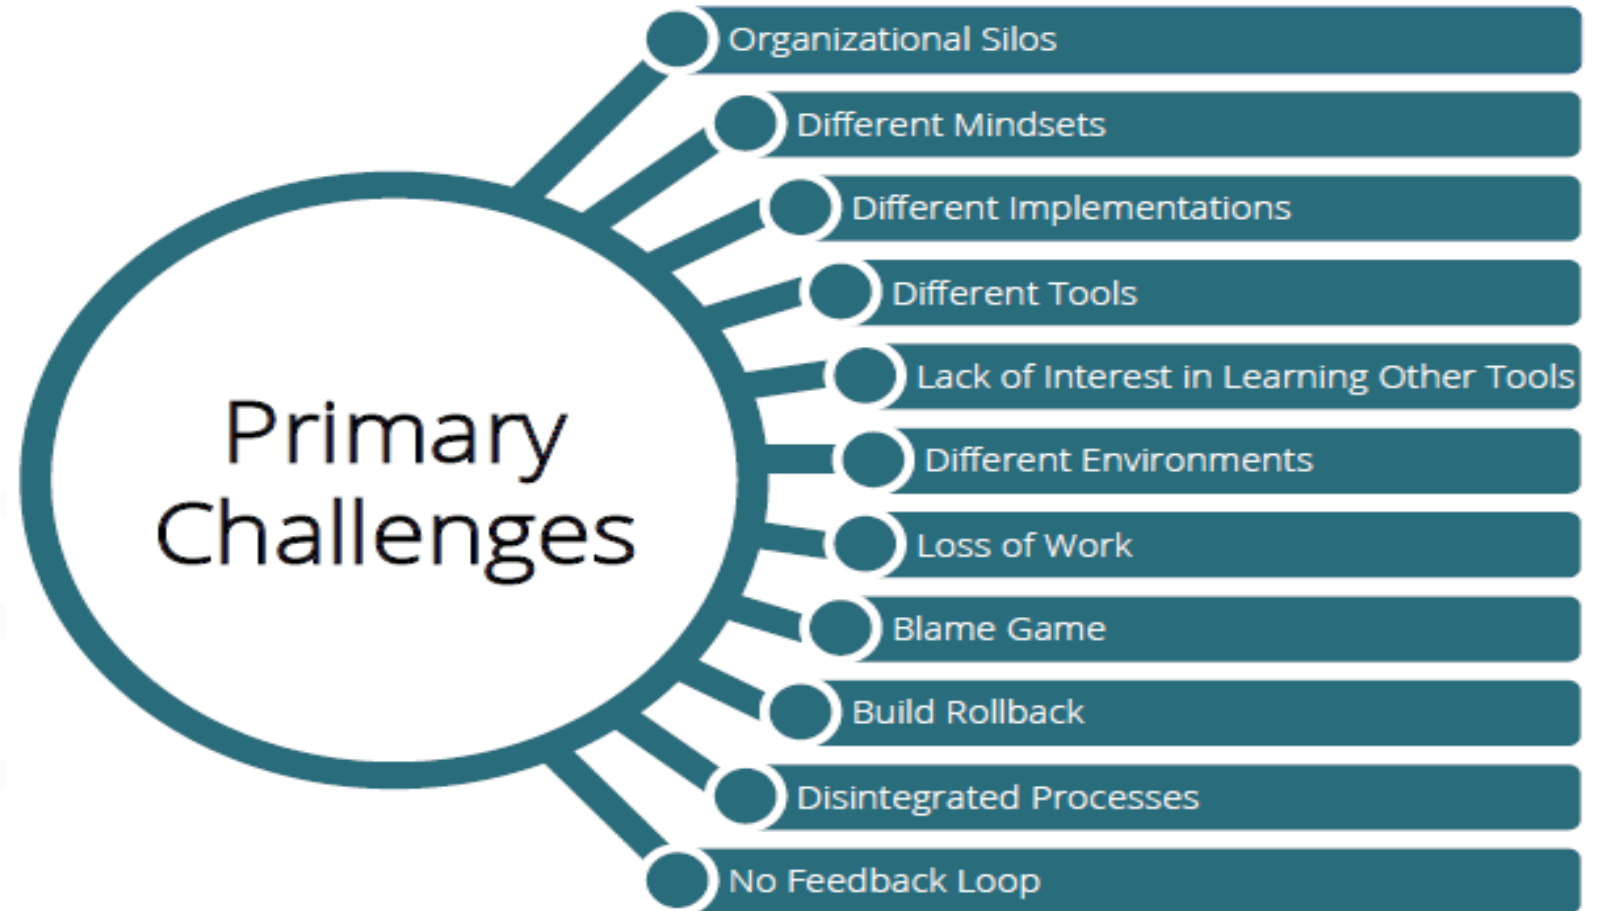 Primary
Challenges
Organizational Silos
Different Mindsets
Different Implementations
Different Tools
Lack of Interest in Learning Other Tools
Different Environments
Loss of Work
Blame Game
Build Rollback
Disintegrated Processes
No Feedback Loop